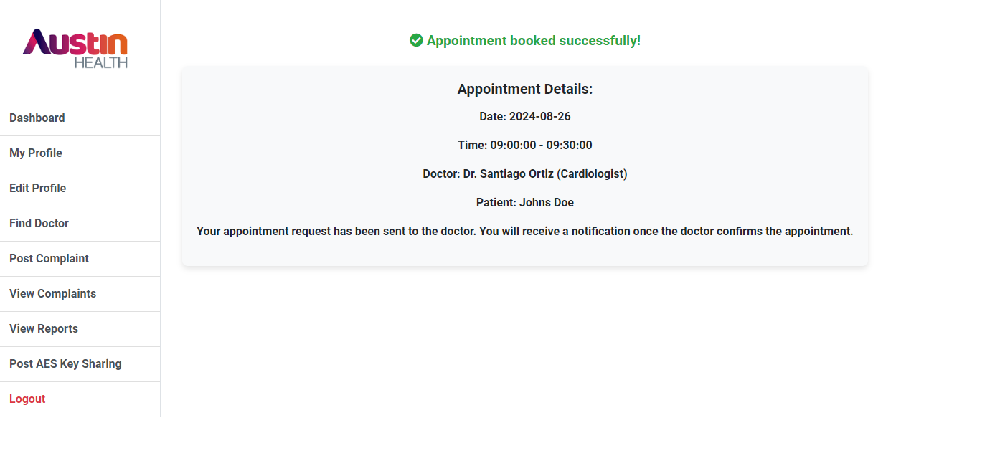 Austin
HEALTH
Dashboard
My Profile
Edit Profile
Find Doctor
Post Complaint
View Complaints
View Reports
Post AES Key Sharing
Logout
Appointment booked successfully!
Appointment Details:
Date: 2024-08-26
Time: 09:00:00 - 09:30:00
Doctor: Dr. Santiago Ortiz (Cardiologist)
Patient: Johns Doe
Your appointment request has been sent to the doctor. You will receive a notification once the doctor confirms the appointment.